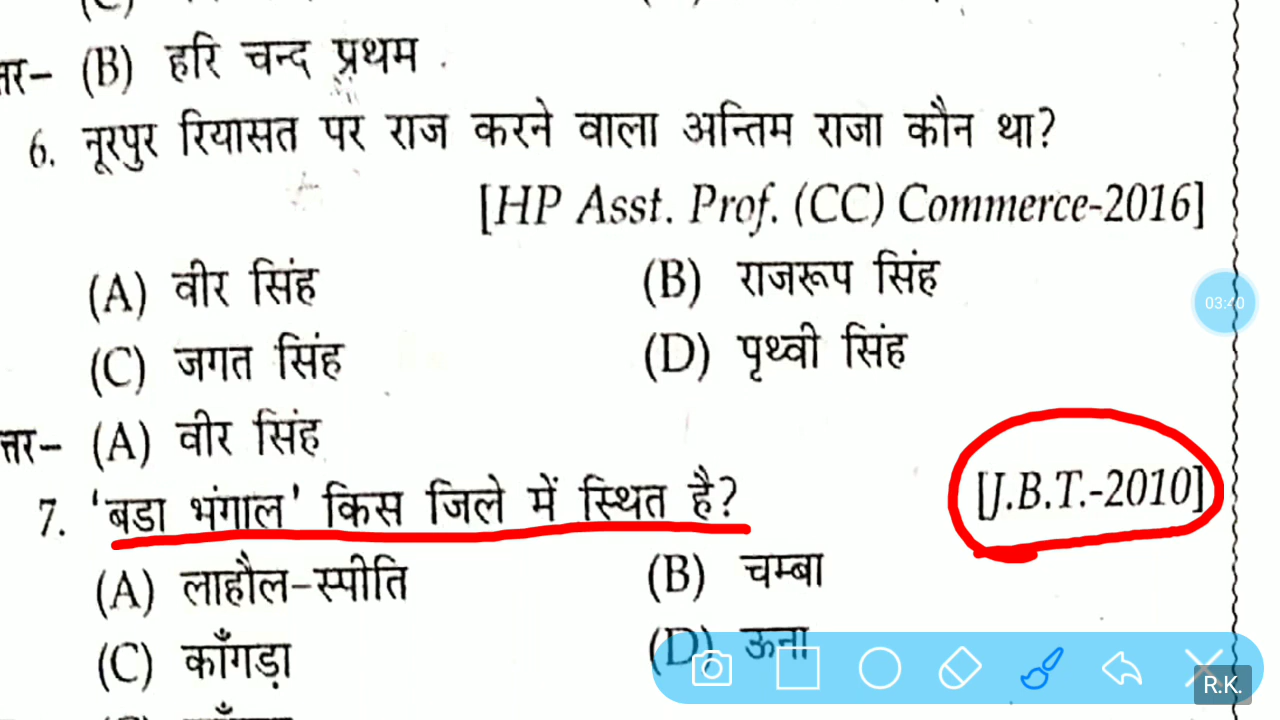 त्तर– (B) हरि चन्द प्रथम .
6. नूरपुर रियासत पर राज करने वाला अन्तिम राजा कौन था?
[HP Asst. Prof. (CC) Commerce-2016]
(A) वीर सिंह (B) राजरूप सिंह
(C) जगत सिंह (D) पृथ्वी सिंह
त्तर– (A) वीर सिंह
7. 'बडा भंगाल' किस जिले में स्थित है? [J.B.T.-2010]
(A) लाहौल–स्पीति (B) चम्बा
(C) काँगड़ा (D) ऊना
03:40
R.K.